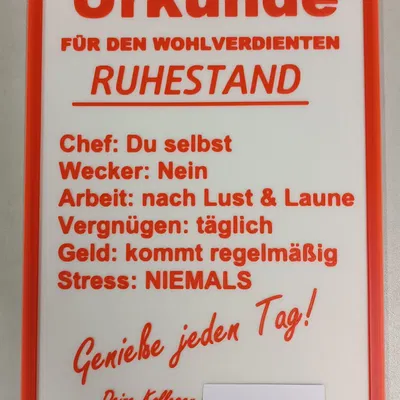 Urkunde
FÜR DEN WOHLVERDIENTEN
RUHESTAND
Chef: Du selbst
Wecker: Nein
Arbeit: nach Lust & Laune
Vergnügen: täglich
Geld: kommt regelmäßig
Stress: NIEMALS
Genieße jeden Tag!